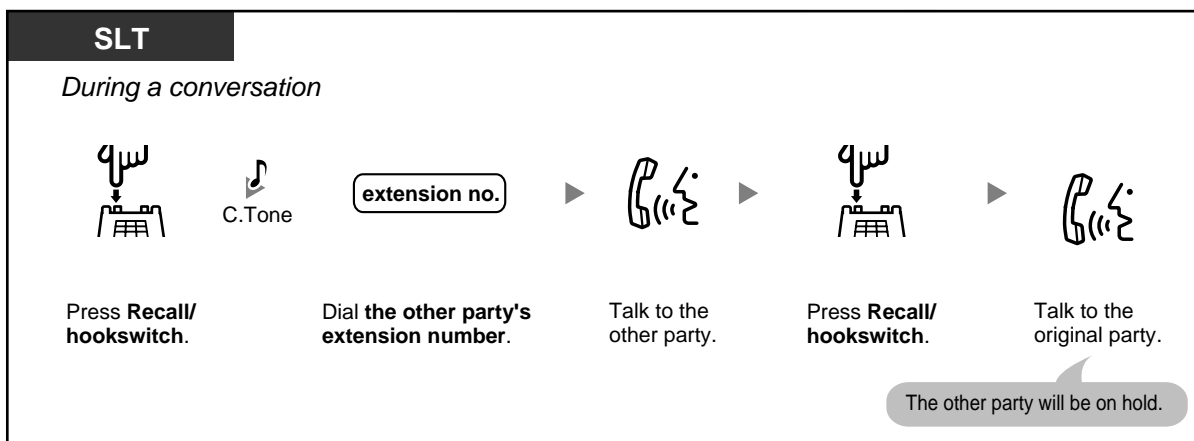 SLT
During a conversation
C.Tone
extension no.
Press Recall/
hookswitch.
Dial the other party's
extension number.
Talk to the
other party.
Press Recall/
hookswitch.
Talk to the
original party.
The other party will be on hold.